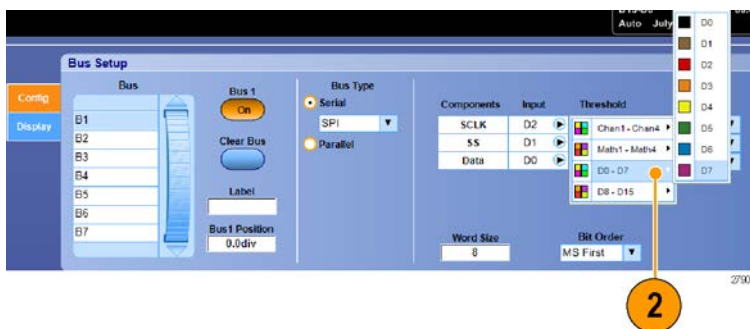 Auto July
Bus Setup
Config
Display
Bus
B1
B2
B3
B4
B5
B6
B7
Bus 1
On
Clear Bus
Label
Bus1 Position
0.0div
Bus Type
Serial
SPI
Parallel
Components Input Threshold
SCLK D2
SS D1
Data D0
Chan1 - Chan4
Math1 - Math4
D0 - D7
D8 - D15
D0
D1
D2
D3
D4
D5
D6
D7
Word Size
8
Bit Order
MS First
2790
2